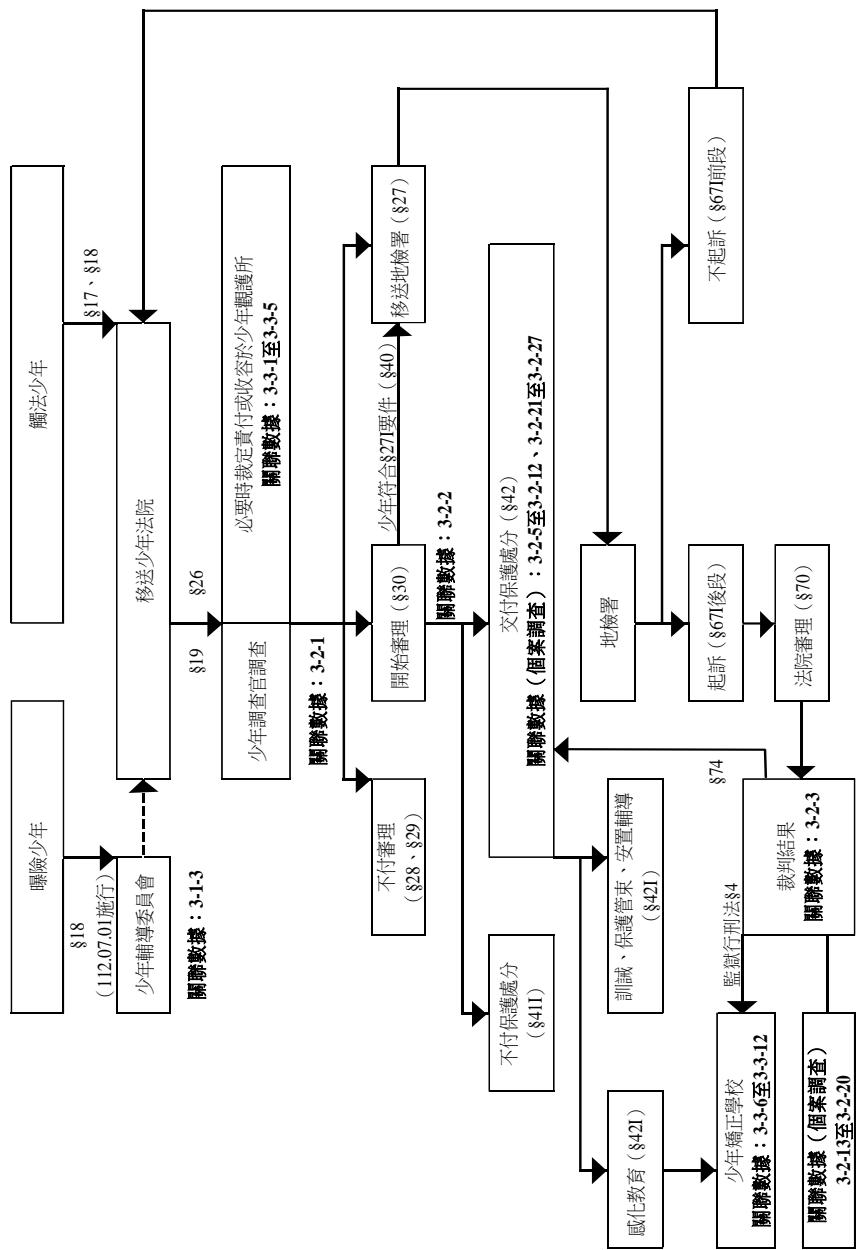 曝險少年
觸法少年
§18
(112.07.01施行)
§17、§18
少年輔導委員會
移送少年法院
關聯數據：3-1-3
§19
§26
少年調查官調查
必要時裁定責付或收容於少年觀護所
關聯數據：3-3-1至3-3-5
關聯數據：3-2-1
不付審理
(§28、§29)
開始審理(§30)
少年符合§27I要件(§40)
移送地檢署(§27)
關聯數據：3-2-2
不付保護處分
(§41I)
交付保護處分(§42)
關聯數據（個案調查）：3-2-5至3-2-12、3-2-21至3-2-27
感化教育(§42I)
訓誡、保護管束、安置輔導
(§42I)
地檢署
§74
起訴(§67I後段)
不起訴(§67I前段)
少年矯正學校
關聯數據：3-3-6至3-3-12
監獄行刑法§4
裁判結果
關聯數據：3-2-3
法院審理(§70)
關聯數據（個案調查）
3-2-13至3-2-20